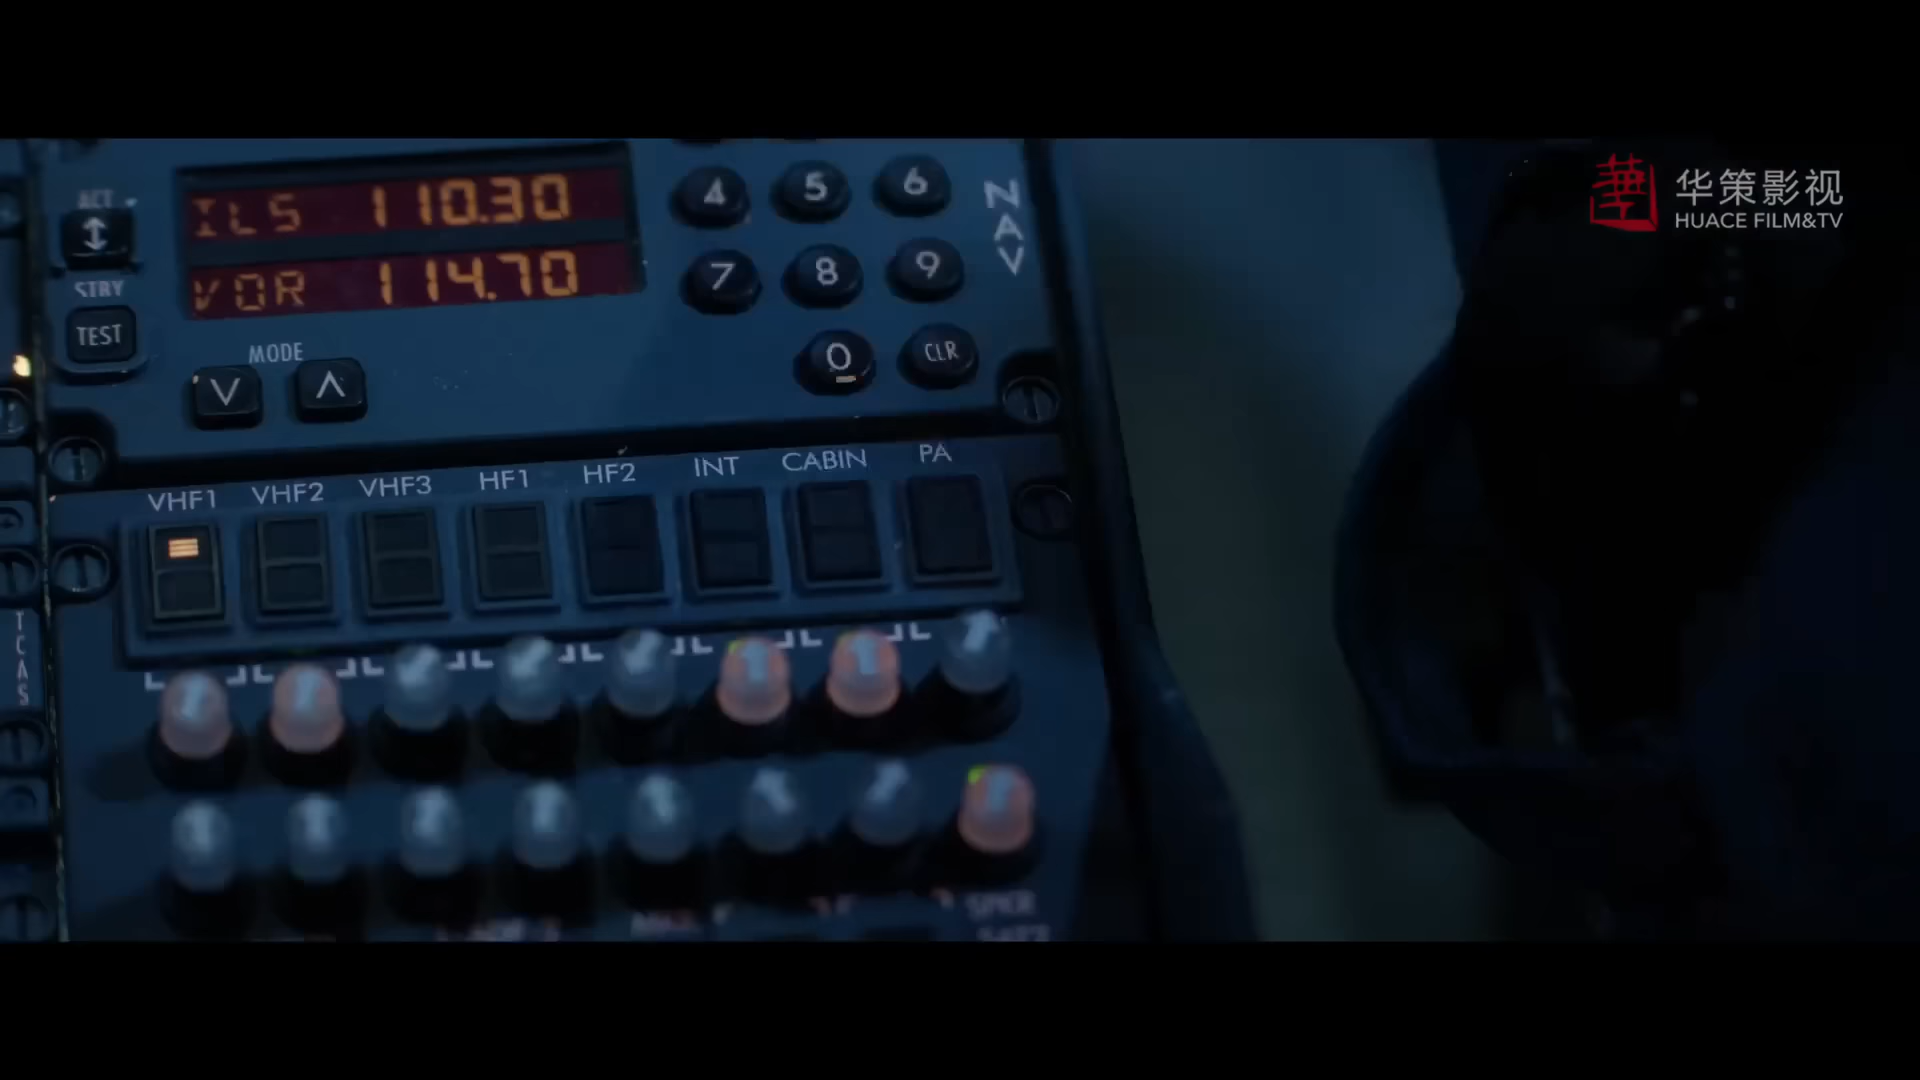 华策影视
HUACE FILM&TV
ACT
STBY
TEST
ILS 110.30
VOR 114.70
MODE
4 5 6
7 8 9
0 CLR
NAV
VHF1 VHF2 VHF3 HF1 HF2 INT CABIN PA
TCAS
SPKR